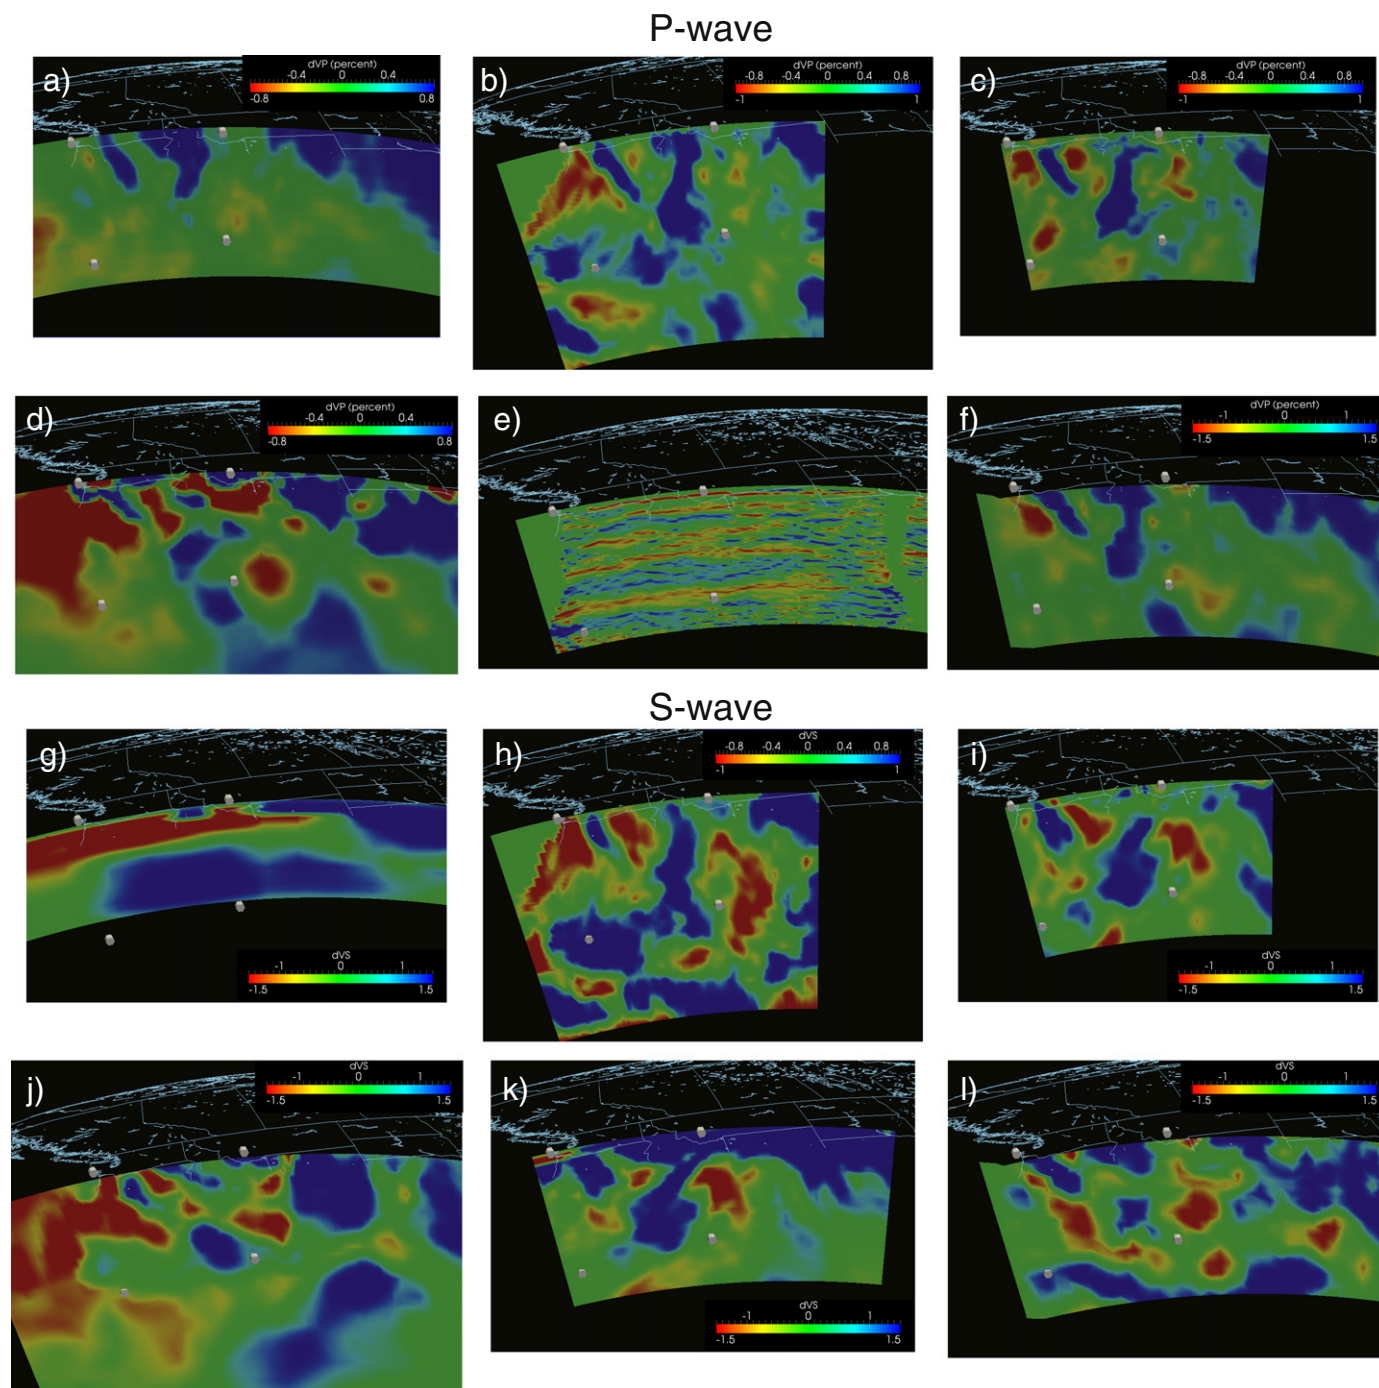 P-wave
a)
dVP (percent)
-0.4 0 0.4
-0.8 0.8
b)
dVP (percent)
-0.8 -0.4 0 0.4 0.8
-1 1
c)
dVP (percent)
-0.8 -0.4 0 0.4 0.8
-1 1
d)
dVP (percent)
-0.4 0 0.4
-0.8 0.8
e)
f)
dVP (percent)
-1 0 1
-1.5 1.5
S-wave
g)
dVS
-1 0 1
-1.5 1.5
h)
dVS
-0.8 -0.4 0 0.4 0.8
-1 1
i)
dVS
-1 0 1
-1.5 1.5
j)
dVS
-1 0 1
-1.5 1.5
k)
dVS
-1 0 1
-1.5 1.5
l)
dVS
-1 0 1
-1.5 1.5